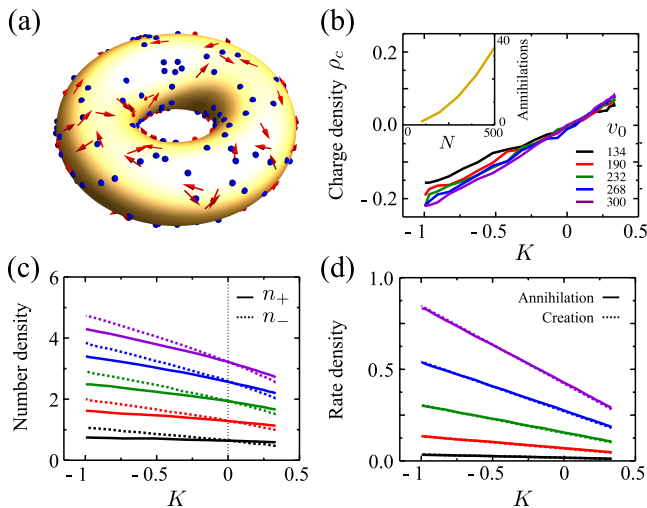 (a)
(b)
0.2
0.0
- 0.2
Charge density ρc
- 1
- 0.5
0
0.5
K
40
0
Annihilations
N
500
v0
134
190
232
268
300
(c)
6
4
2
0
Number density
n+
n−
- 1
- 0.5
0
0.5
K
(d)
1.0
0.5
0.0
Rate density
Annihilation
Creation
- 1
- 0.5
0
0.5
K